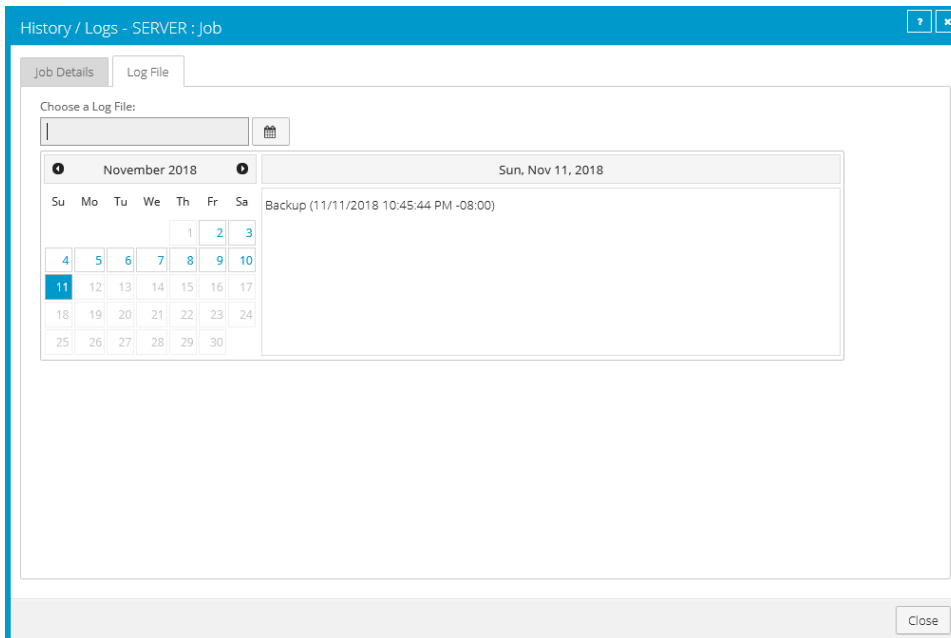 History / Logs - SERVER : Job
?
x
Job Details
Log File
Choose a Log File:
November 2018
Sun, Nov 11, 2018
Su Mo Tu We Th Fr Sa
Backup (11/11/2018 10:45:44 PM -08:00)
1 2 3
4 5 6 7 8 9 10
11 12 13 14 15 16 17
18 19 20 21 22 23 24
25 26 27 28 29 30
Close